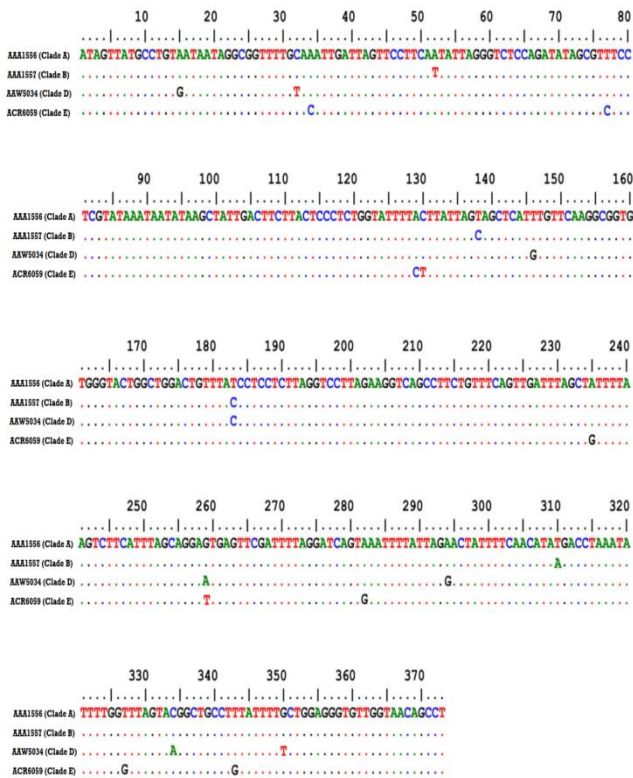 10 20 30 40 50 60 70 80
AAA1556 (Clade A) ATAGTTATGCCTGTAATAATAGGCGGTTTTGCAAATTGATTAGTTCCTTCAATATTAGGGTCTCCAGATATAGCGTTTCC
AAA1557 (Clade B) ...................................................T............................
AAW5034 (Clade D) ..............G................T................................................
ACR6059 (Clade E) .................................C..........................................C...
90 100 110 120 130 140 150 160
AAA1556 (Clade A) TCGTATAAATAATATAAGCTATTGACTTCTTACTCCCTCTGGTATTTTACTTATTAGTAGCTCATTTGTTCAAGGCGGTG
AAA1557 (Clade B) .........................................................C......................
AAW5034 (Clade D) .................................................................G..............
ACR6059 (Clade E) ................................................CT..............................
170 180 190 200 210 220 230 240
AAA1556 (Clade A) TGGGTACTGGCTGGACTGTTTATCCTCCTCTTAGGTCCTTAGAAGGTCAGCCTTCTGTTTCAGTTGATTTAGCTATTTTA
AAA1557 (Clade B) ......................C.........................................................
AAW5034 (Clade D) ......................C.........................................................
ACR6059 (Clade E) ..........................................................................G.....
250 260 270 280 290 300 310 320
AAA1556 (Clade A) AGTCTTCATTTAGCAGGAGTGAGTTCGATTTTAGGATCAGTAAATTTTATTAGAACTATTTTCAACATATGACCTAAATA
AAA1557 (Clade B) .....................................................................A..........
AAW5034 (Clade D) ..................A..................................G..........................
ACR6059 (Clade E) ..................T......................G......................................
330 340 350 360 370
AAA1556 (Clade A) TTTTGGTTTAGTACGGCTGCCTTTATTTTGCTGGAGGGTGTTGGTAACAGCCT
AAA1557 (Clade B) .....................................................
AAW5034 (Clade D) .............A...............T.......................
ACR6059 (Clade E) ......G...............G..............................